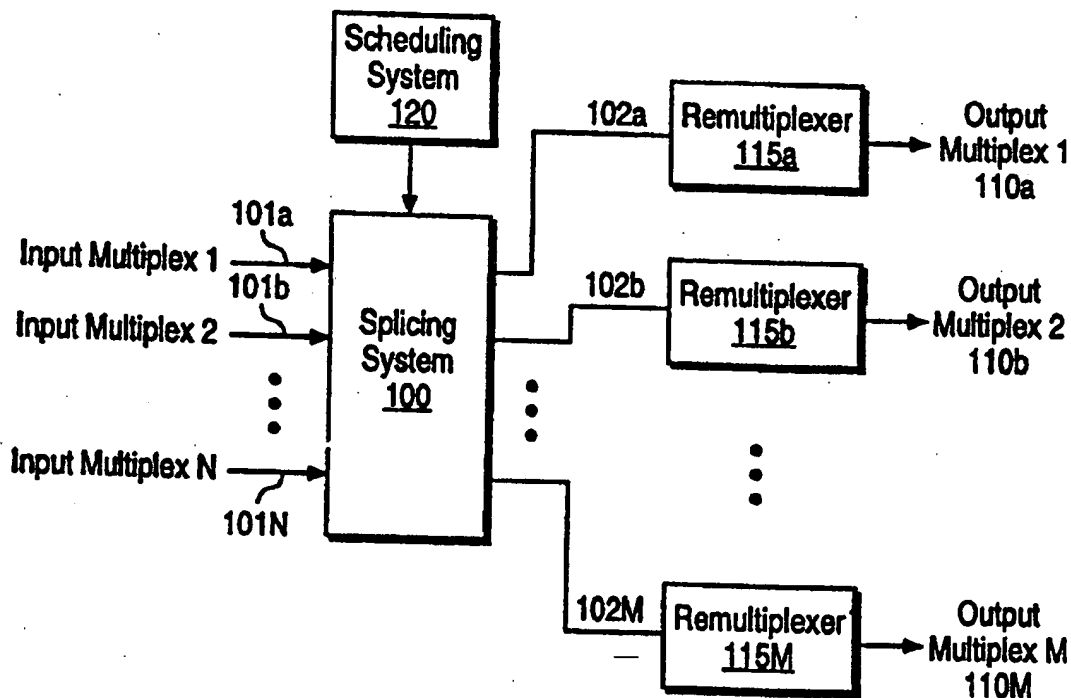 Scheduling
System
120
102a
Remultiplexer
115a
Output
Multiplex 1
110a
101a
Input Multiplex 1
101b
Input Multiplex 2
Splicing
System
100
102b
Remultiplexer
115b
Output
Multiplex 2
110b
Input Multiplex N
101N
102M
Remultiplexer
115M
Output
Multiplex M
110M